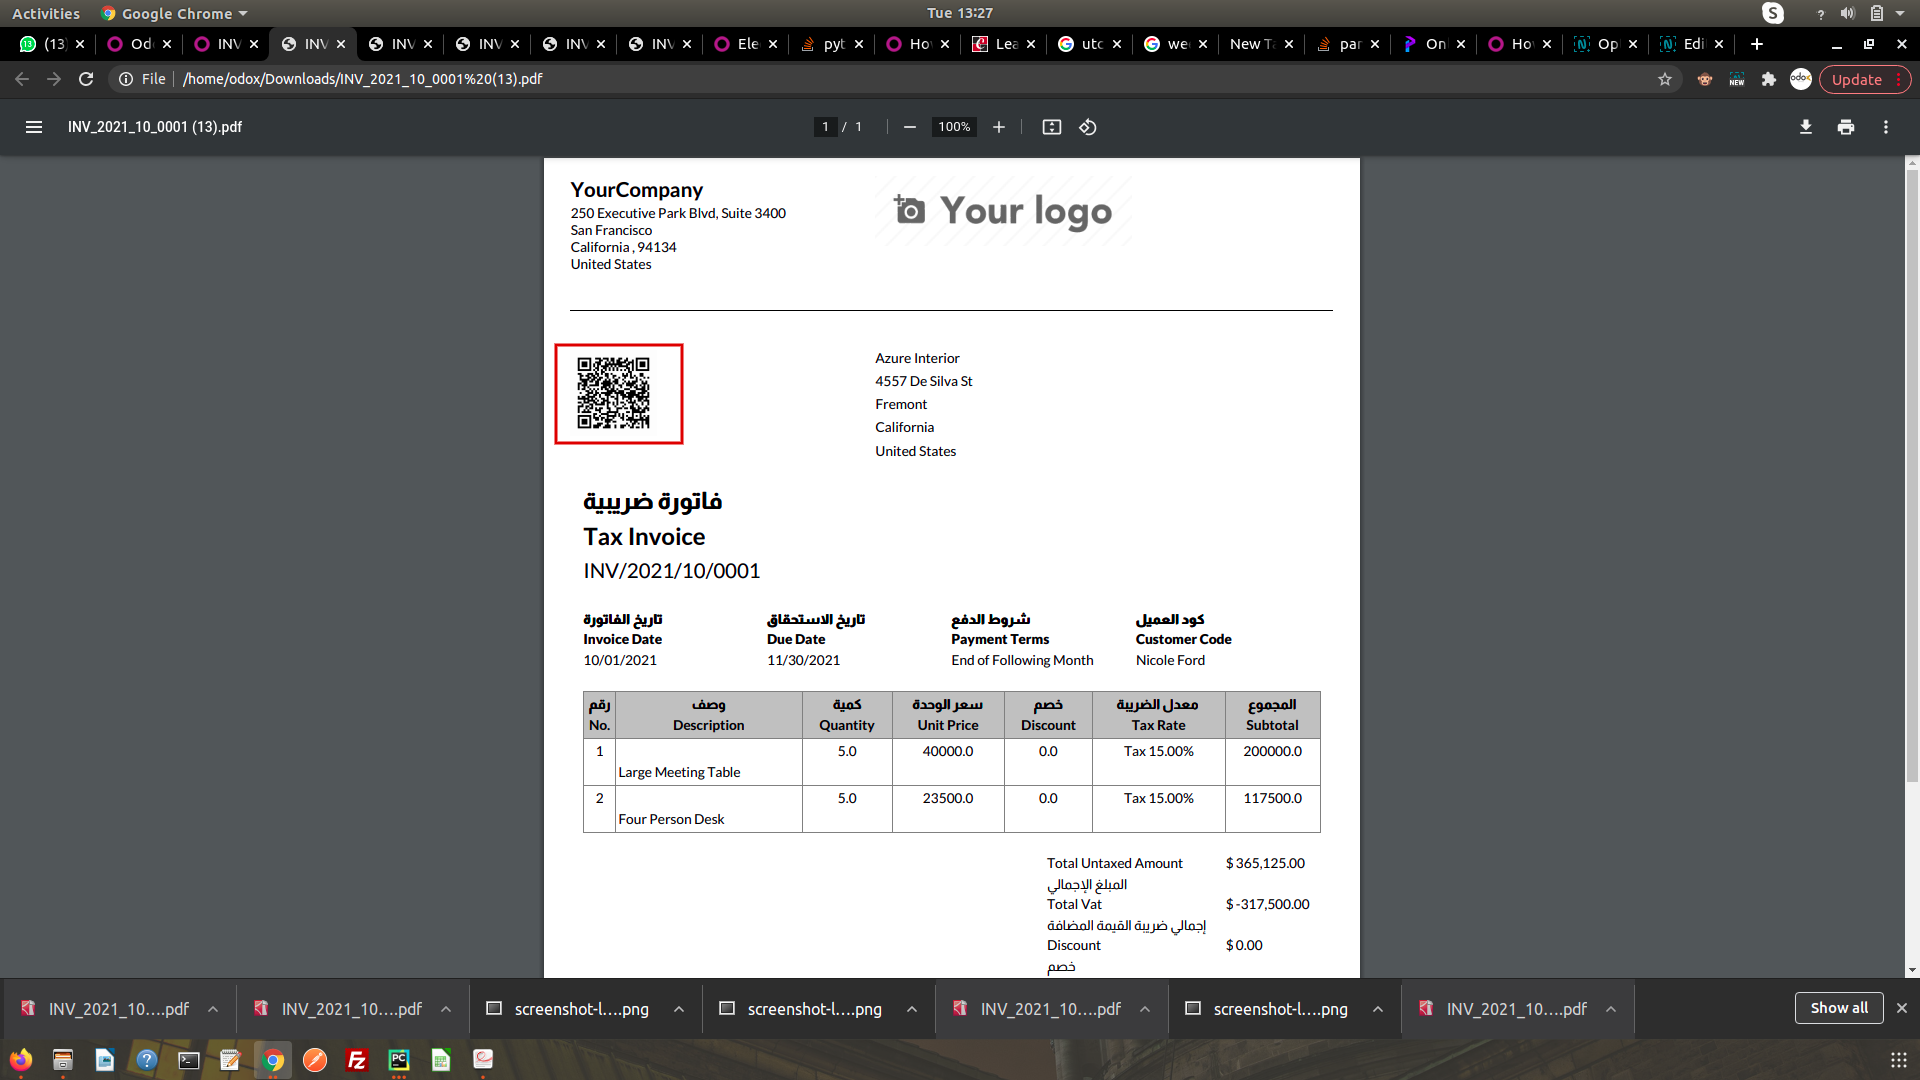 Activities
Google Chrome
Tue 13:27
(13)
Od
INV
INV
INV
INV
INV
INV
Ele
pyt
Ho
Lea
utc
we
New Ta
par
Onl
Ho
Op
Edi
File
/home/odox/Downloads/INV_2021_10_0001%20(13).pdf
NEW
odox
Update
INV_2021_10_0001 (13).pdf
1 / 1
100%
YourCompany
250 Executive Park Blvd, Suite 3400
San Francisco
California , 94134
United States
Your logo
Azure Interior
4557 De Silva St
Fremont
California
United States
فاتورة ضريبية
Tax Invoice
INV/2021/10/0001
تاريخ الفاتورة
Invoice Date
10/01/2021
تاريخ الاستحقاق
Due Date
11/30/2021
شروط الدفع
Payment Terms
End of Following Month
كود العميل
Customer Code
Nicole Ford
رقم وصف كمية سعر الوحدة خصم معدل الضريبة المجموع
No. Description Quantity Unit Price Discount Tax Rate Subtotal
1 Large Meeting Table 5.0 40000.0 0.0 Tax 15.00% 200000.0
2 Four Person Desk 5.0 23500.0 0.0 Tax 15.00% 117500.0
Total Untaxed Amount $ 365,125.00
المبلغ الإجمالي
Total Vat $ -317,500.00
إجمالي ضريبة القيمة المضافة
Discount $ 0.00
خصم
INV_2021_10....pdf
INV_2021_10....pdf
screenshot-l....png
screenshot-l....png
INV_2021_10....pdf
screenshot-l....png
INV_2021_10....pdf
Show all